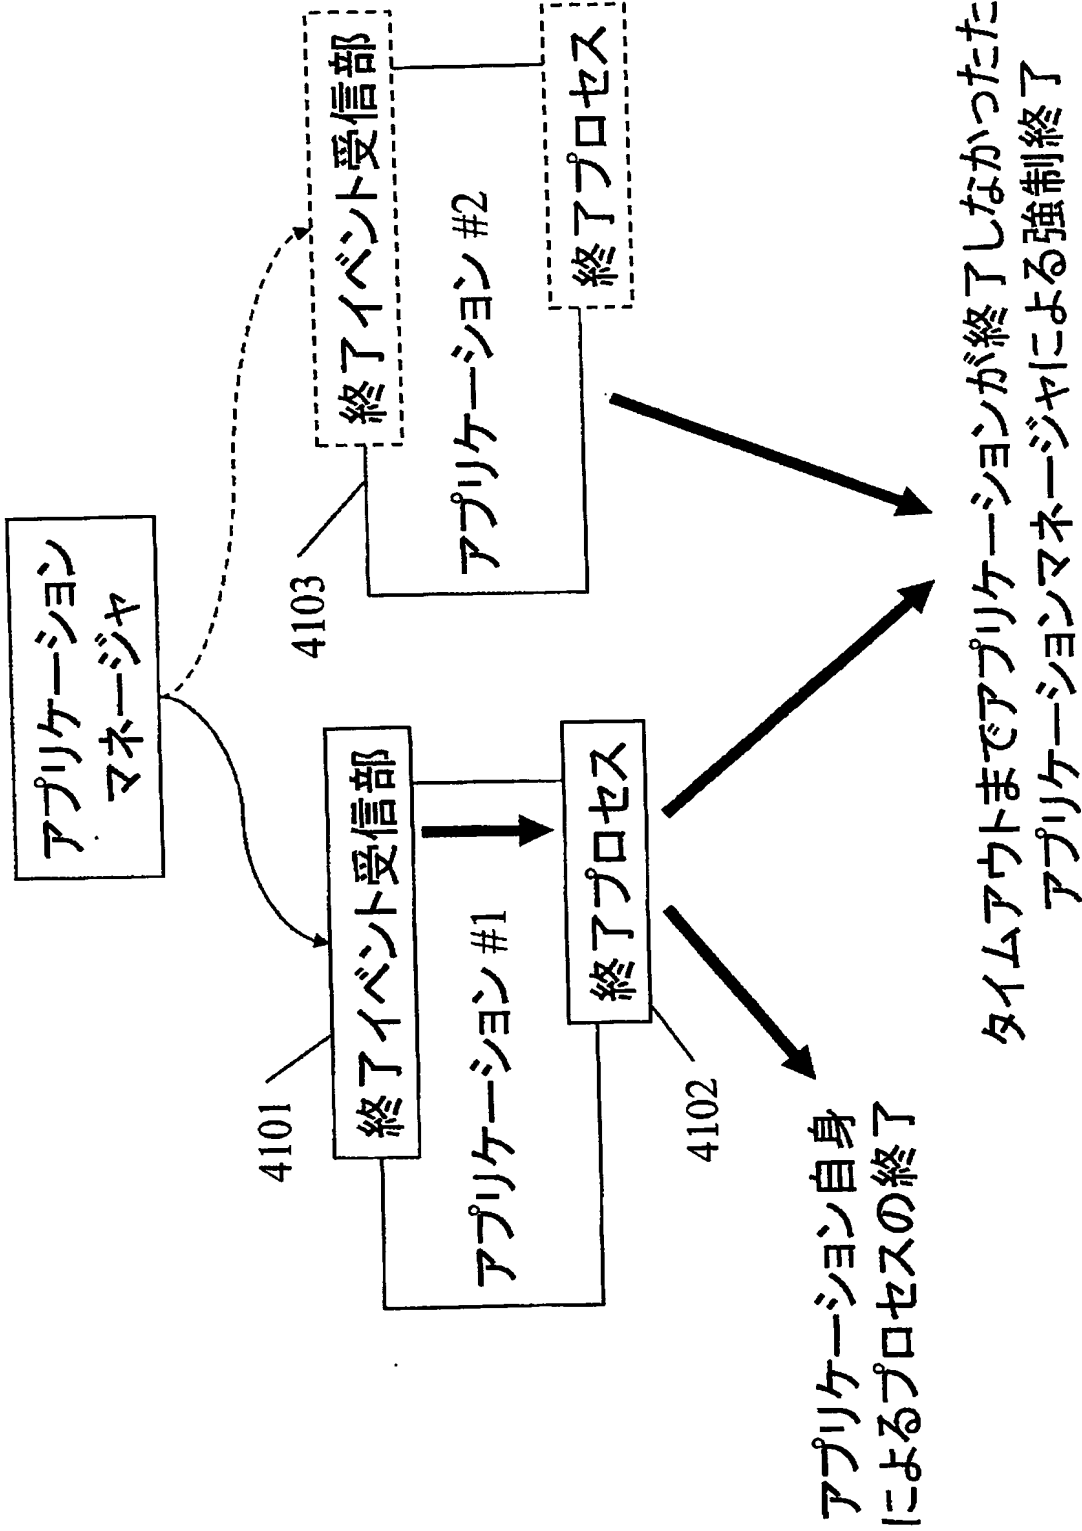 アプリケーション
マネージャ
4101
終了イベント受信部
アプリケーション #1
終了プロセス
4102
4103
終了イベント受信部
アプリケーション #2
終了プロセス
アプリケーション自身
によるプロセスの終了
タイムアウトまでアプリケーションが終了しなかったた
アプリケーションマネージャによる強制終了